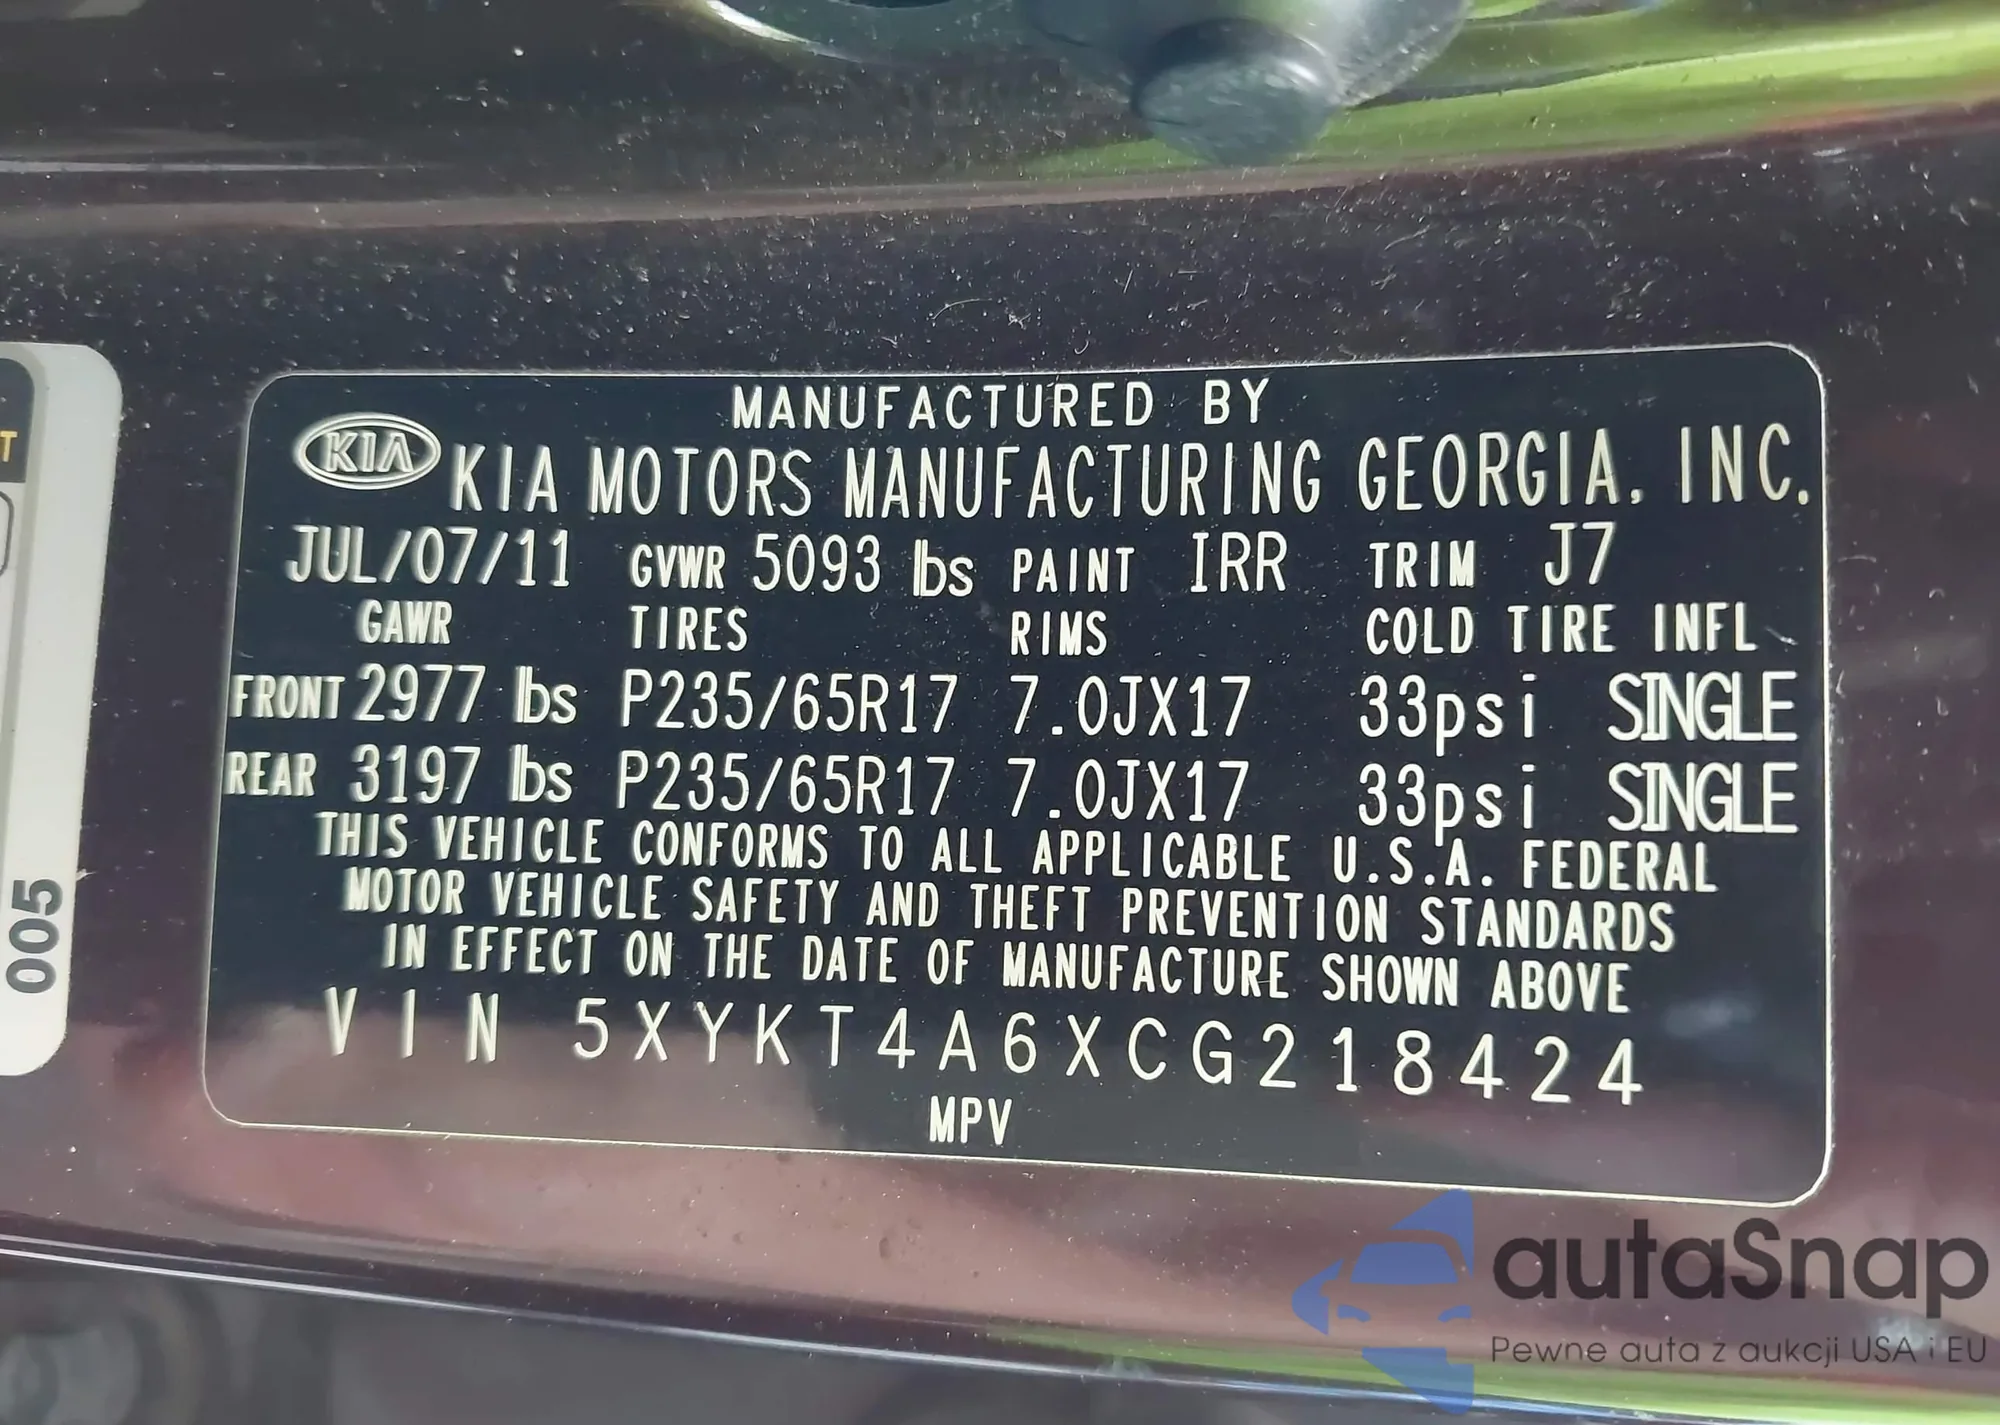 MANUFACTURED BY
KIA KIA MOTORS MANUFACTURING GEORGIA, INC.
JUL/07/11 GVWR 5093 lbs PAINT IRR TRIM J7
GAWR TIRES RIMS COLD TIRE INFL
FRONT 2977 lbs P235/65R17 7.0JX17 33psi SINGLE
REAR 3197 lbs P235/65R17 7.0JX17 33psi SINGLE
THIS VEHICLE CONFORMS TO ALL APPLICABLE U.S.A. FEDERAL
MOTOR VEHICLE SAFETY AND THEFT PREVENTION STANDARDS
IN EFFECT ON THE DATE OF MANUFACTURE SHOWN ABOVE
VIN 5XYKT4A6XCG218424
MPV
T
005
autaSnap
Pewne auta z aukcji USA i EU